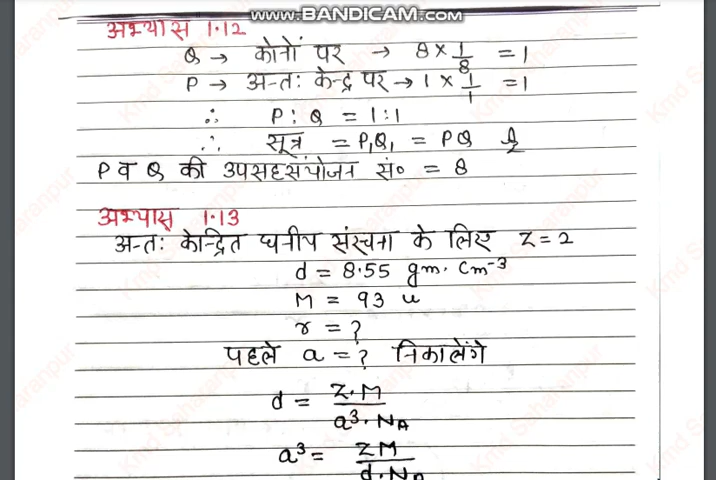 WWW.BANDICAM.COM
अभ्यास 1.12
Q → कोनों पर → 8 × 1/8 = 1
P → अन्तः केन्द्र पर → 1 × 1/1 = 1
∴ P : Q = 1:1
∴ सूत्र = P₁Q₁ = PQ
P व Q की उपसहसंयोजन सं० = 8
अभ्यास 1.13
अन्तः केन्द्रित घनीय संरचना के लिए Z = 2
d = 8.55 gm. Cm⁻³
M = 93 u
r = ?
पहले a = ? निकालेंगे
d = Z.M / a³. NA
a³ = ZM / d.NA